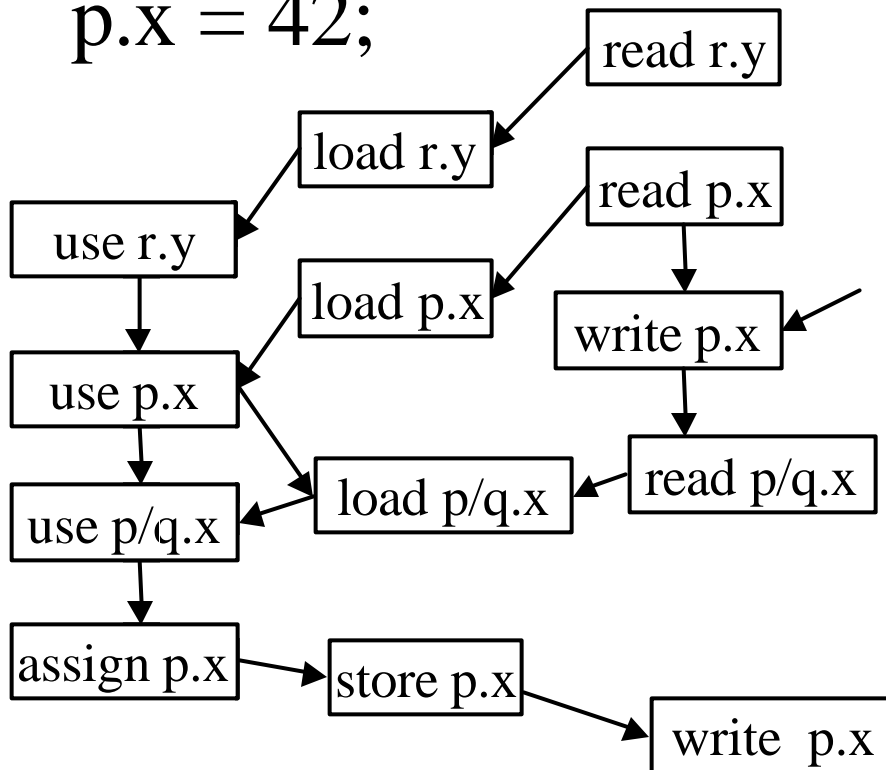 p.x = 42;
read r.y
load r.y
read p.x
use r.y
load p.x
write p.x
use p.x
read p/q.x
load p/q.x
use p/q.x
assign p.x
store p.x
write p.x